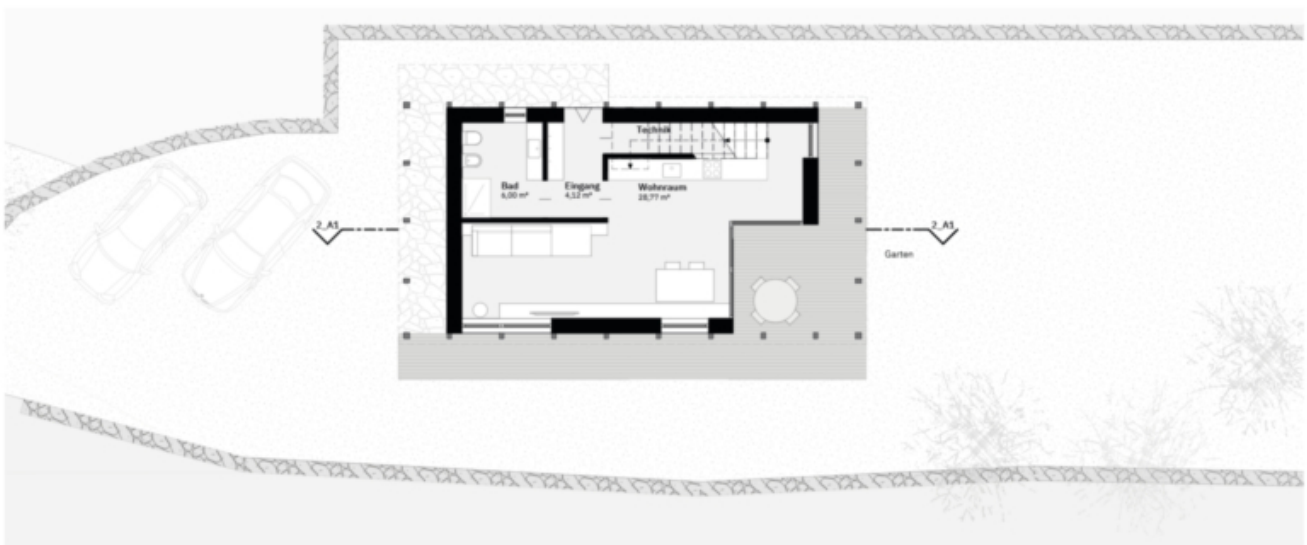 Technik
Bad
6,00 m²
Eingang
4,12 m²
Wohnraum
28,77 m²
2_A1
2_A1
Garten